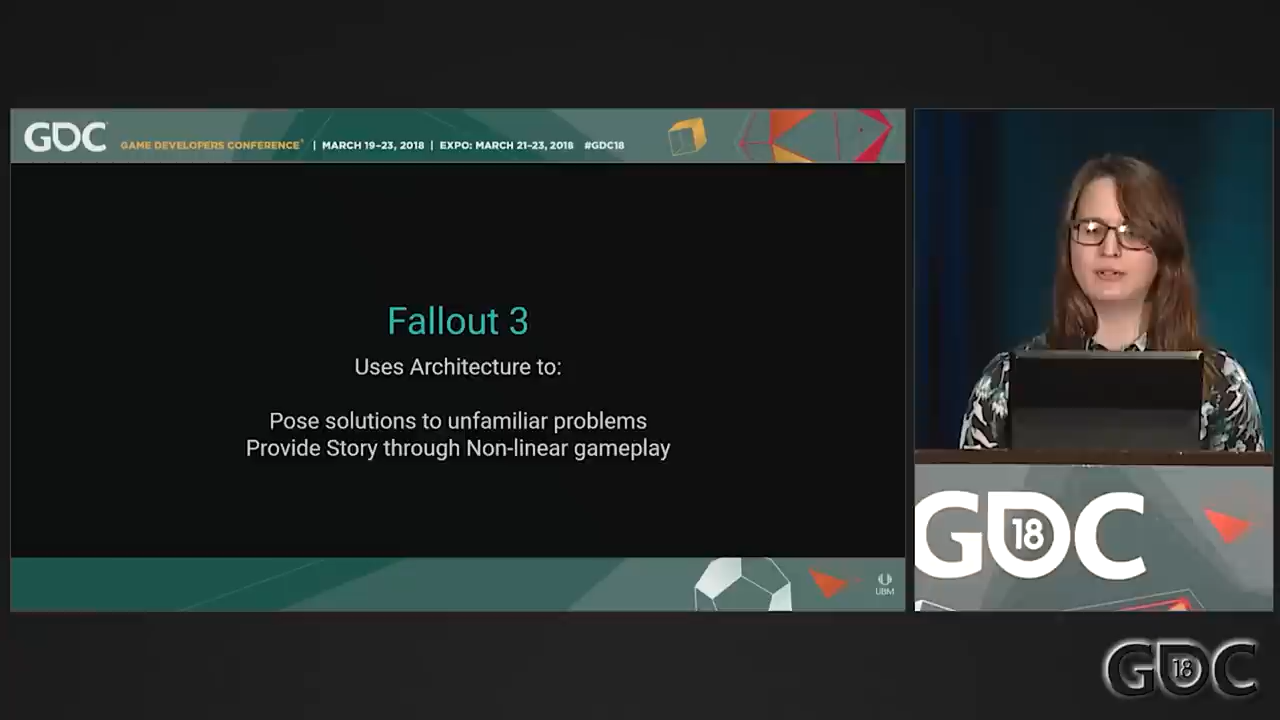 GDC GAME DEVELOPERS CONFERENCE® | MARCH 19–23, 2018 | EXPO: MARCH 21–23, 2018 #GDC18
Fallout 3
Uses Architecture to:
Pose solutions to unfamiliar problems
Provide Story through Non-linear gameplay
UBM
GDC 18
GDC 18